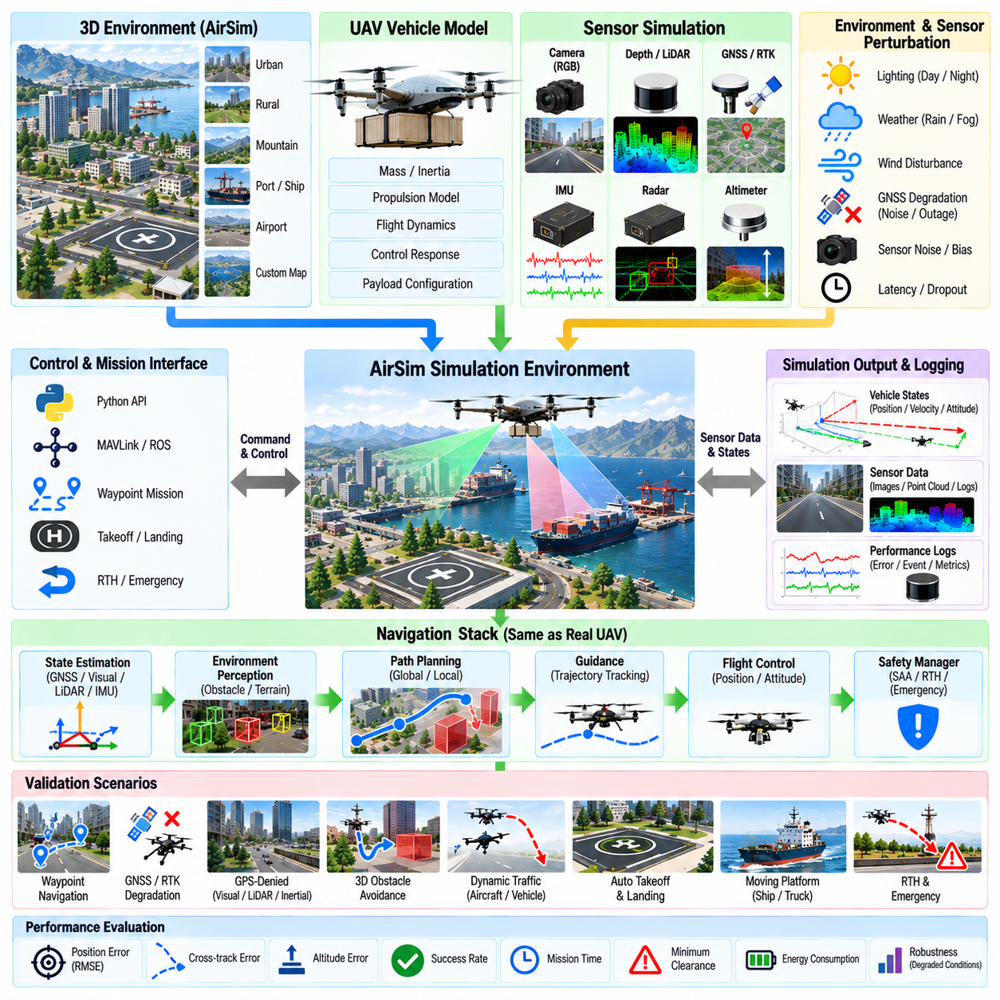 3D Environment (AirSim)
Urban
Rural
Mountain
Port / Ship
Airport
Custom Map
UAV Vehicle Model
Mass / Inertia
Propulsion Model
Flight Dynamics
Control Response
Payload Configuration
Sensor Simulation
Camera
(RGB)
Depth / LiDAR
GNSS / RTK
IMU
Radar
Altimeter
Environment & Sensor
Perturbation
Lighting (Day / Night)
Weather (Rain / Fog)
Wind Disturbance
GNSS Degradation
(Noise / Outage)
Sensor Noise / Bias
Latency / Dropout
Control & Mission Interface
Python API
MAVLink / ROS
Waypoint Mission
H
Takeoff / Landing
RTH / Emergency
Command
& Control
AirSim Simulation Environment
Sensor Data
& States
Simulation Output & Logging
Vehicle States
(Position / Velocity / Attitude)
Sensor Data
(Images / Point Cloud / Logs)
Performance Logs
(Error / Event / Metrics)
Navigation Stack (Same as Real UAV)
State Estimation
(GNSS / Visual /
LiDAR / IMU)
Environment
Perception
(Obstacle / Terrain)
Path Planning
(Global / Local)
Guidance
(Trajectory Tracking)
Flight Control
(Position / Attitude)
Safety Manager
(SAA / RTH /
(Emergency)
Validation Scenarios
Waypoint
Navigation
GNSS / RTK
Degradation
GPS-Denied
(Visual / LiDAR / Inertial)
3D Obstacle
Avoidance
Dynamic Traffic
(Aircraft / Vehicle)
H
Auto Takeoff
& Landing
Moving Platform
(Ship / Truck)
RTH &
Emergency
Performance Evaluation
Position Error
(RMSE)
Cross-track Error
Altitude Error
Success Rate
Mission Time
Minimum
Clearance
Energy Consumption
Robustness
(Degraded Conditions)